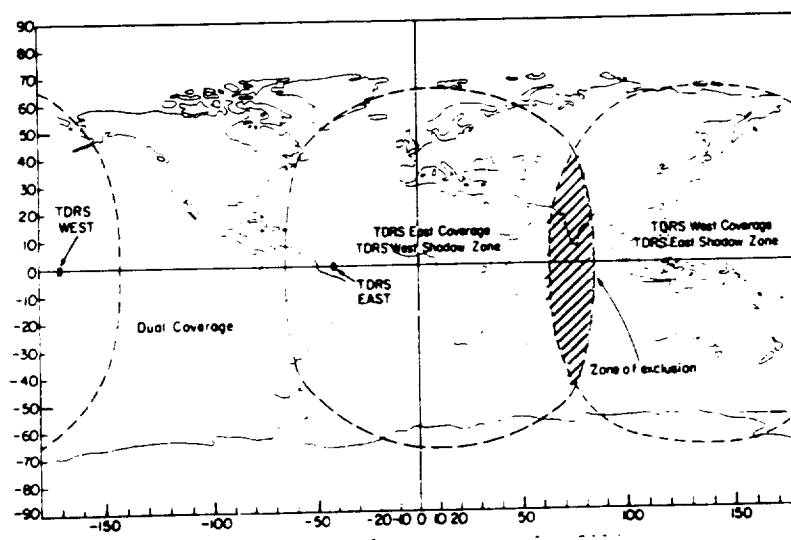 90
80
70
60
50
40
30
20
10
0
-10
-20
-30
-40
-50
-60
-70
-80
-90
TDRS
WEST
TDRS East Coverage
TDRS West Shadow Zone
TDRS West Coverage
TDRS East Shadow Zone
TDRS
EAST
Dual Coverage
Zone of exclusion
-150 -100 -50 -20 -10 0 10 20 50 100 150